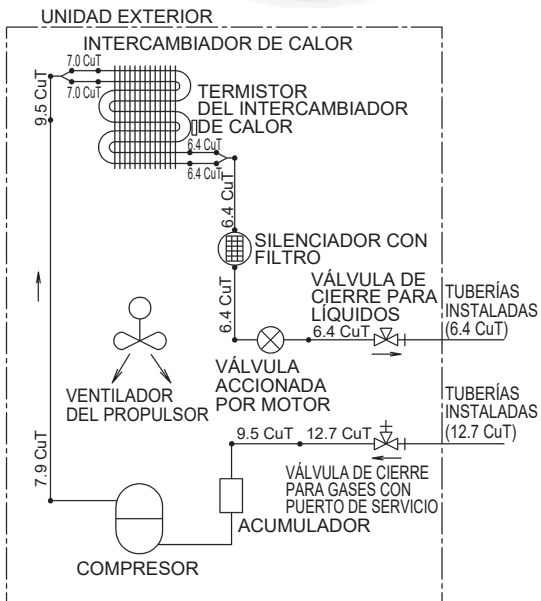 UNIDAD EXTERIOR
INTERCAMBIADOR DE CALOR
7.0 CuT
7.0 CuT
9.5 CuT
TERMISTOR
DEL INTERCAMBIADOR
DE CALOR
6.4 CuT
6.4 CuT
6.4 CuT
SILENCIADOR CON
FILTRO
6.4 CuT
VÁLVULA DE
CIERRE PARA
LÍQUIDOS
6.4 CuT
TUBERÍAS
INSTALADAS
(6.4 CuT)
VÁLVULA
ACCIONADA
POR MOTOR
VENTILADOR
DEL PROPULSOR
TUBERÍAS
INSTALADAS
(12.7 CuT)
9.5 CuT
12.7 CuT
7.9 CuT
VÁLVULA DE CIERRE
PARA GASES CON
PUERTO DE SERVICIO
ACUMULADOR
COMPRESOR